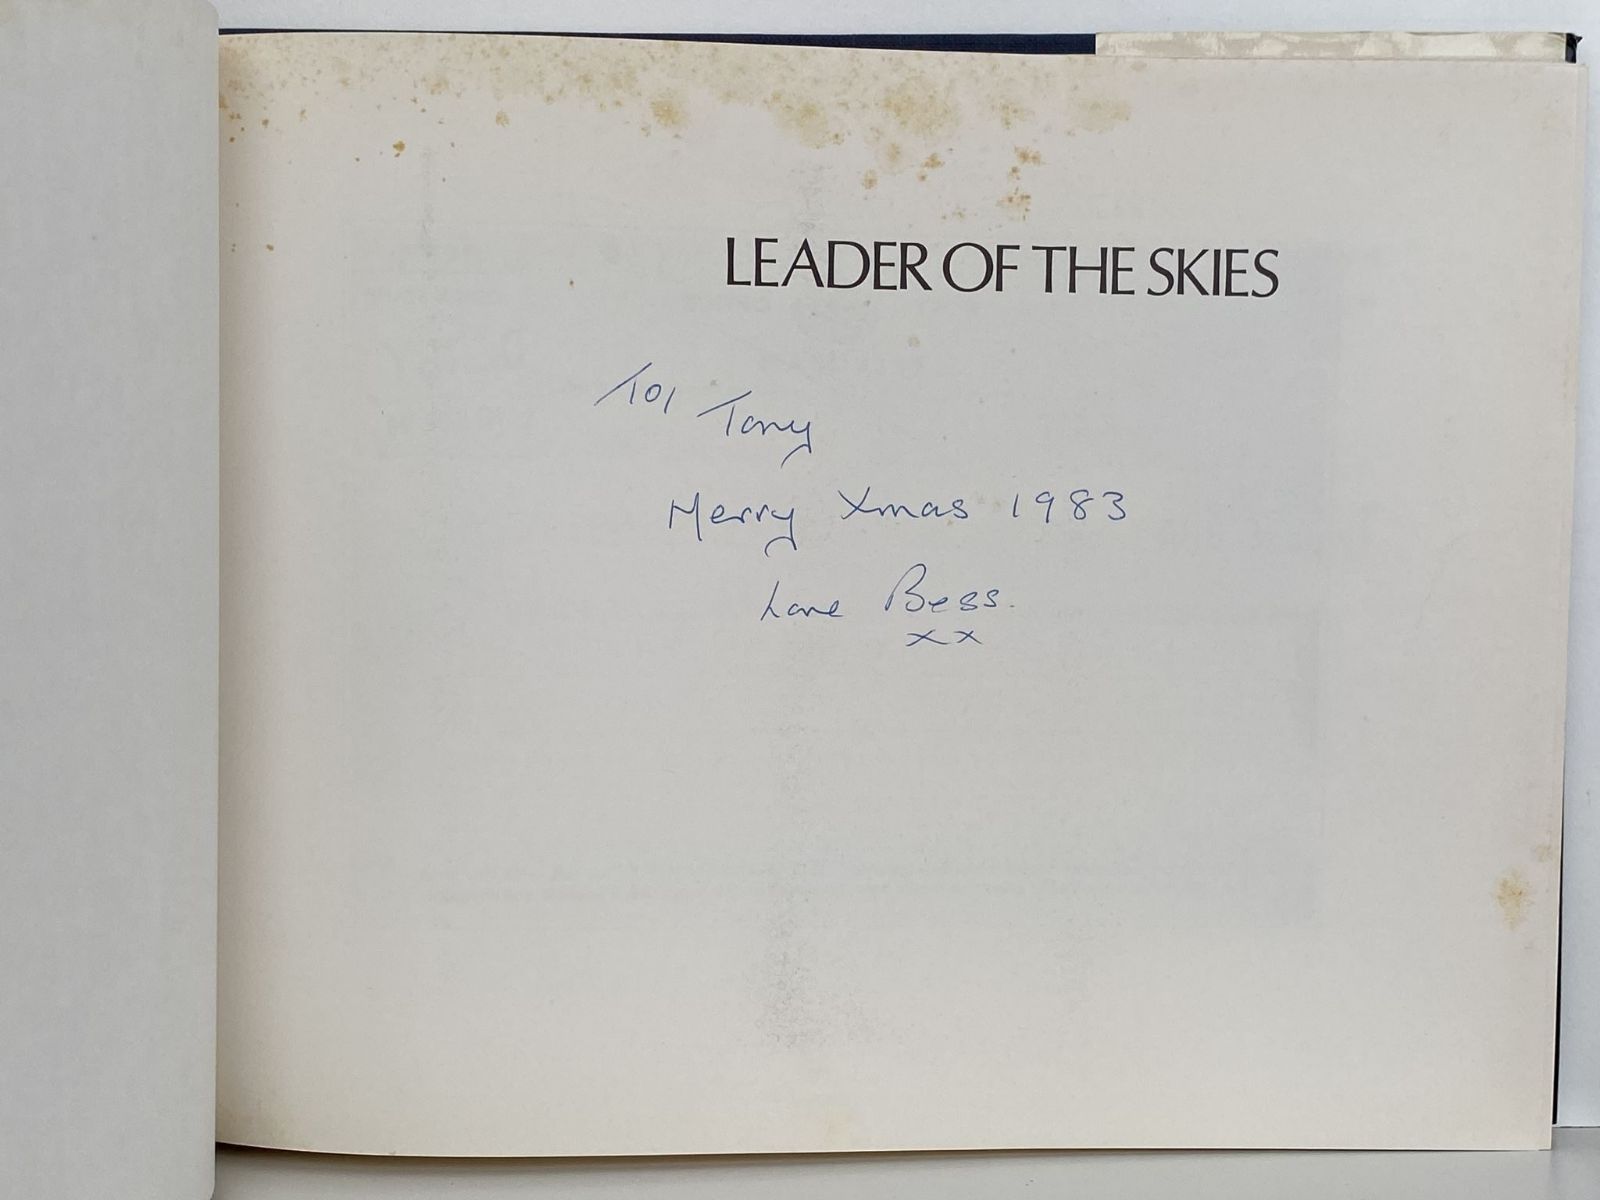 LEADER OF THE SKIES
To, Tony
Merry Xmas 1983
Love Bess.
xx